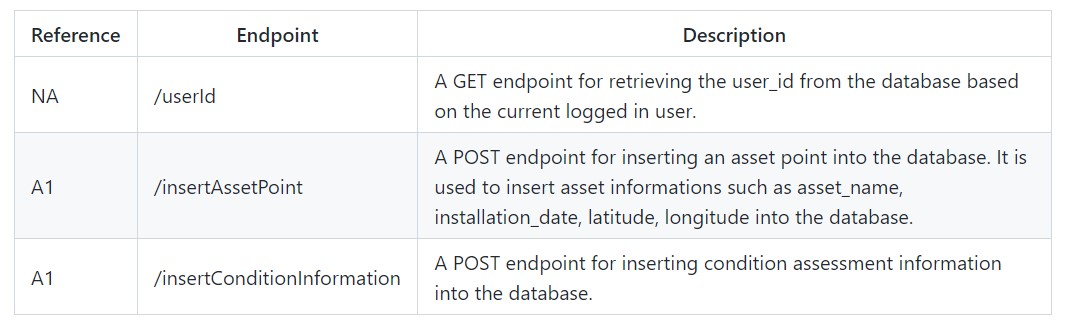 Reference Endpoint Description
NA /userId A GET endpoint for retrieving the user_id from the database based
on the current logged in user.
A1 /insertAssetPoint A POST endpoint for inserting an asset point into the database. It is
used to insert asset informations such as asset_name,
installation_date, latitude, longitude into the database.
A1 /insertConditionInformation A POST endpoint for inserting condition assessment information
into the database.